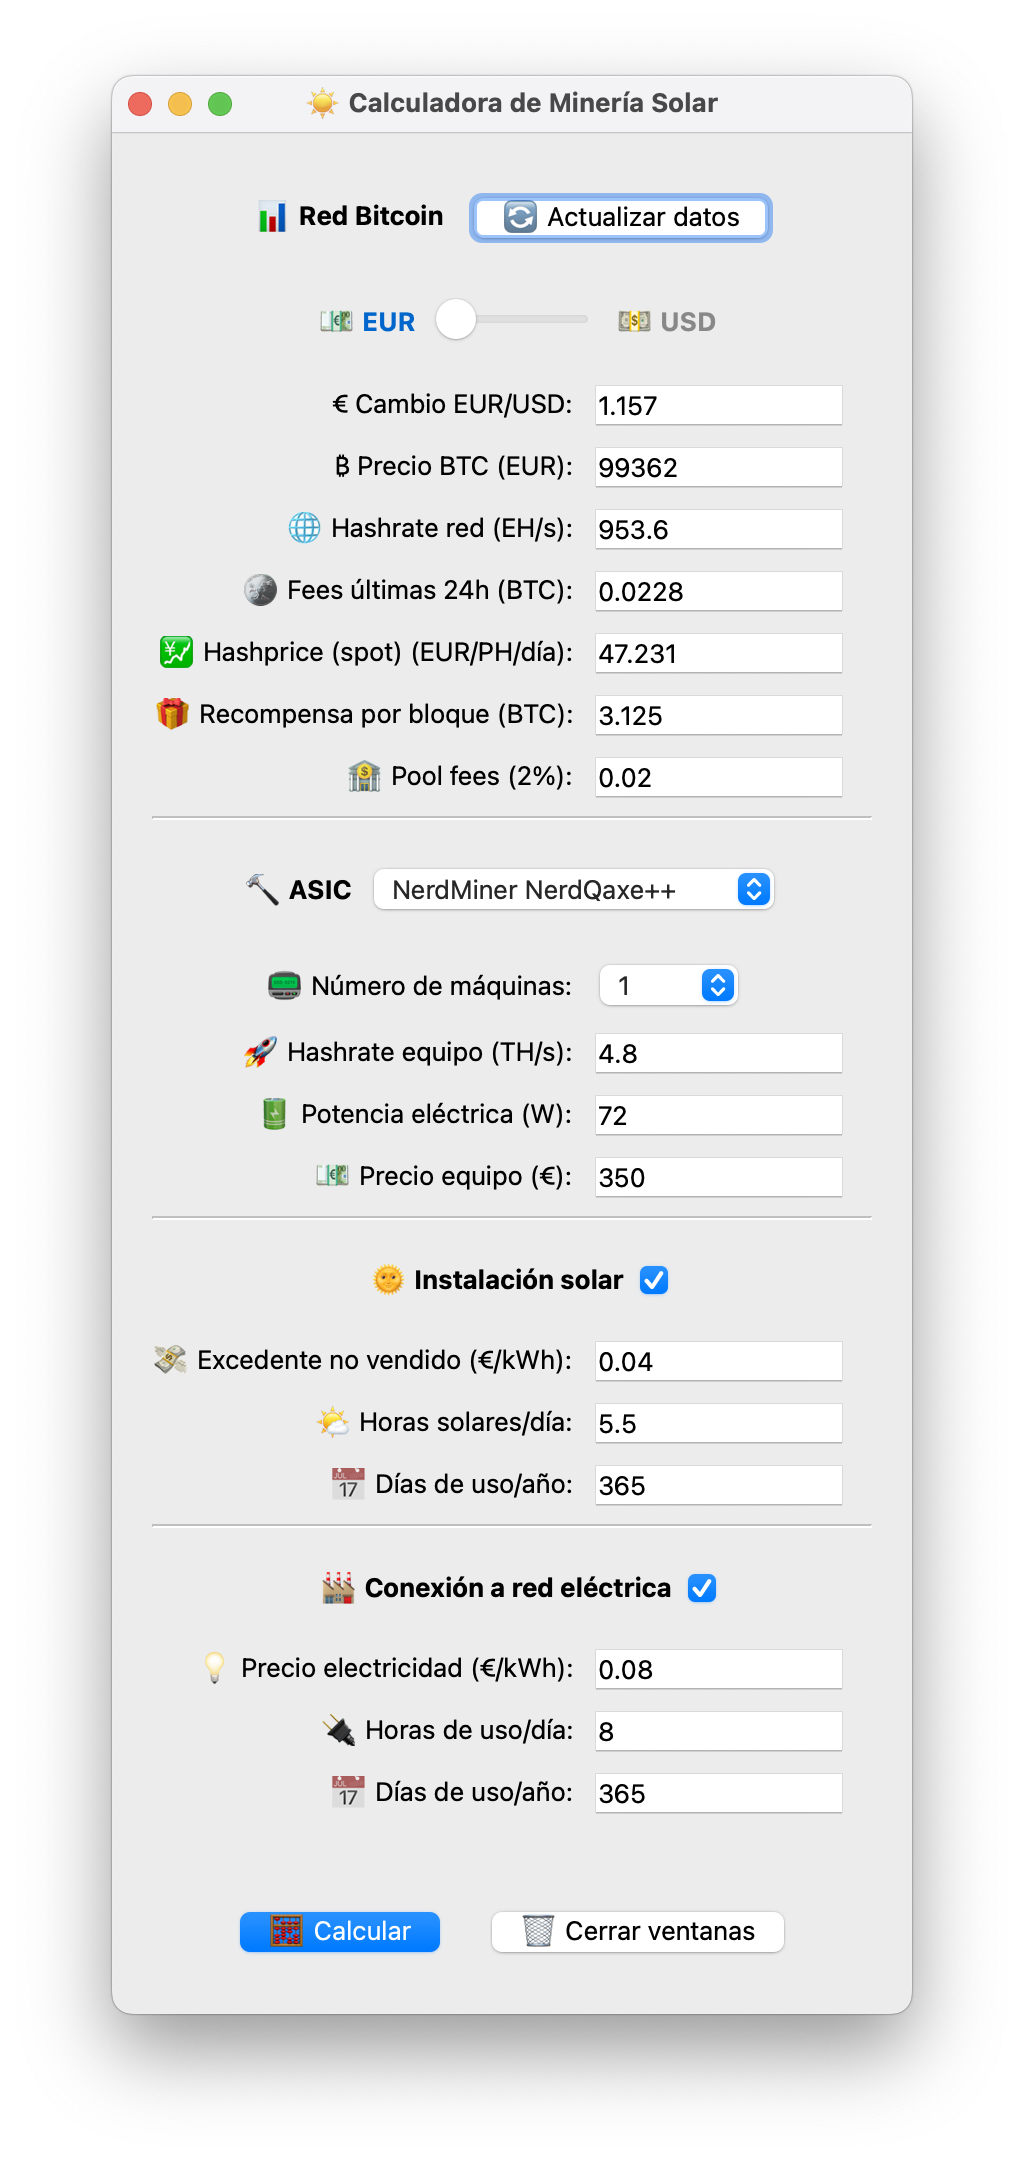 Calculadora de Minería Solar
Red Bitcoin Actualizar datos
EUR USD
€ Cambio EUR/USD: 1.157
₿ Precio BTC (EUR): 99362
Hashrate red (EH/s): 953.6
Fees últimas 24h (BTC): 0.0228
Hashprice (spot) (EUR/PH/día): 47.231
Recompensa por bloque (BTC): 3.125
Pool fees (2%): 0.02
ASIC NerdMiner NerdQaxe++
Número de máquinas: 1
Hashrate equipo (TH/s): 4.8
Potencia eléctrica (W): 72
Precio equipo (€): 350
Instalación solar
Excedente no vendido (€/kWh): 0.04
Horas solares/día: 5.5
Días de uso/año: 365
Conexión a red eléctrica
Precio electricidad (€/kWh): 0.08
Horas de uso/día: 8
Días de uso/año: 365
Calcular Cerrar ventanas